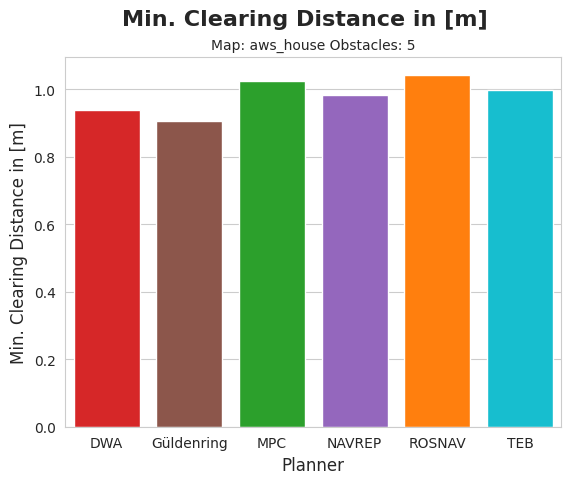 Min. Clearing Distance in [m]
Map: aws_house Obstacles: 5
Min. Clearing Distance in [m]
1.0
0.8
0.6
0.4
0.2
0.0
DWA Güldenring MPC NAVREP ROSNAV TEB
Planner